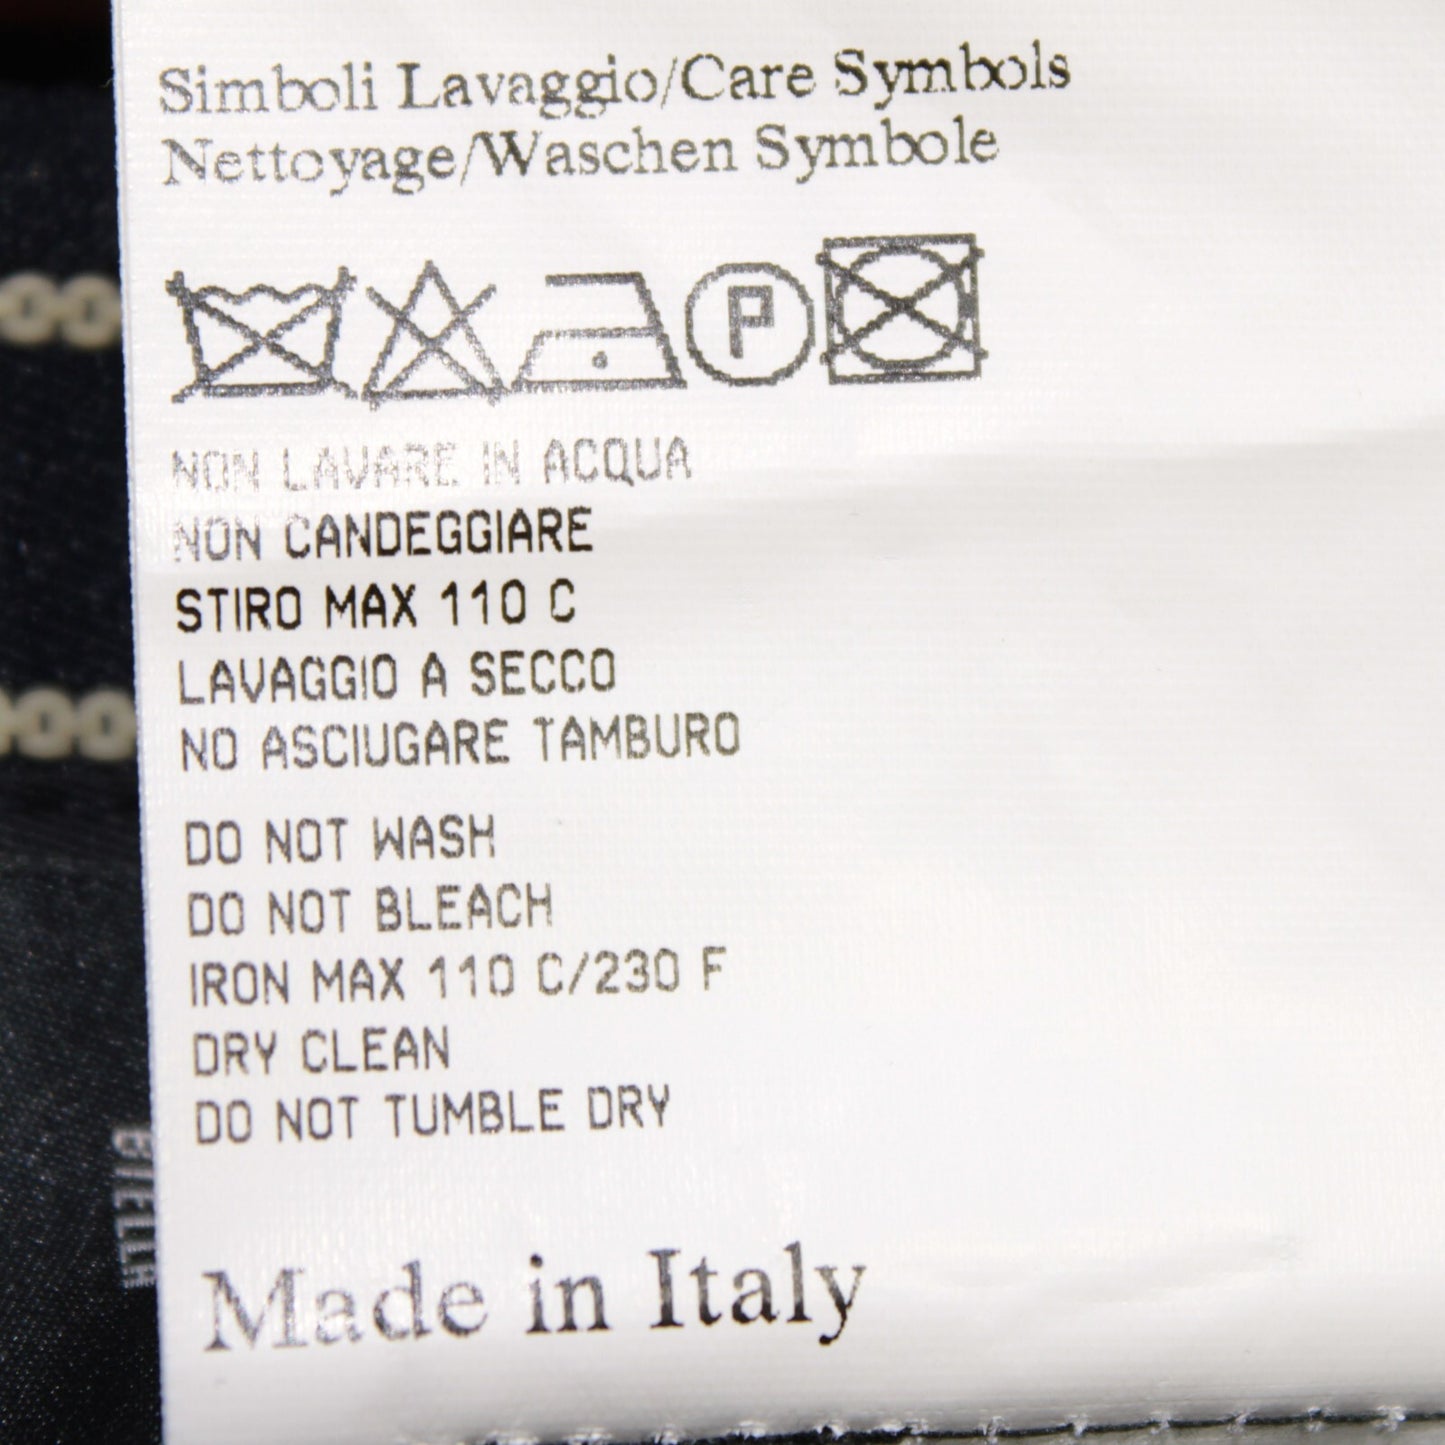 Simboli Lavaggio/Care Symbols
Nettoyage/Waschen Symbole
P
NON LAVARE IN ACQUA
NON CANDEGGIARE
STIRO MAX 110 C
LAVAGGIO A SECCO
NO ASCIUGARE TAMBURO
DO NOT WASH
DO NOT BLEACH
IRON MAX 110 C/230 F
DRY CLEAN
DO NOT TUMBLE DRY
Made in Italy